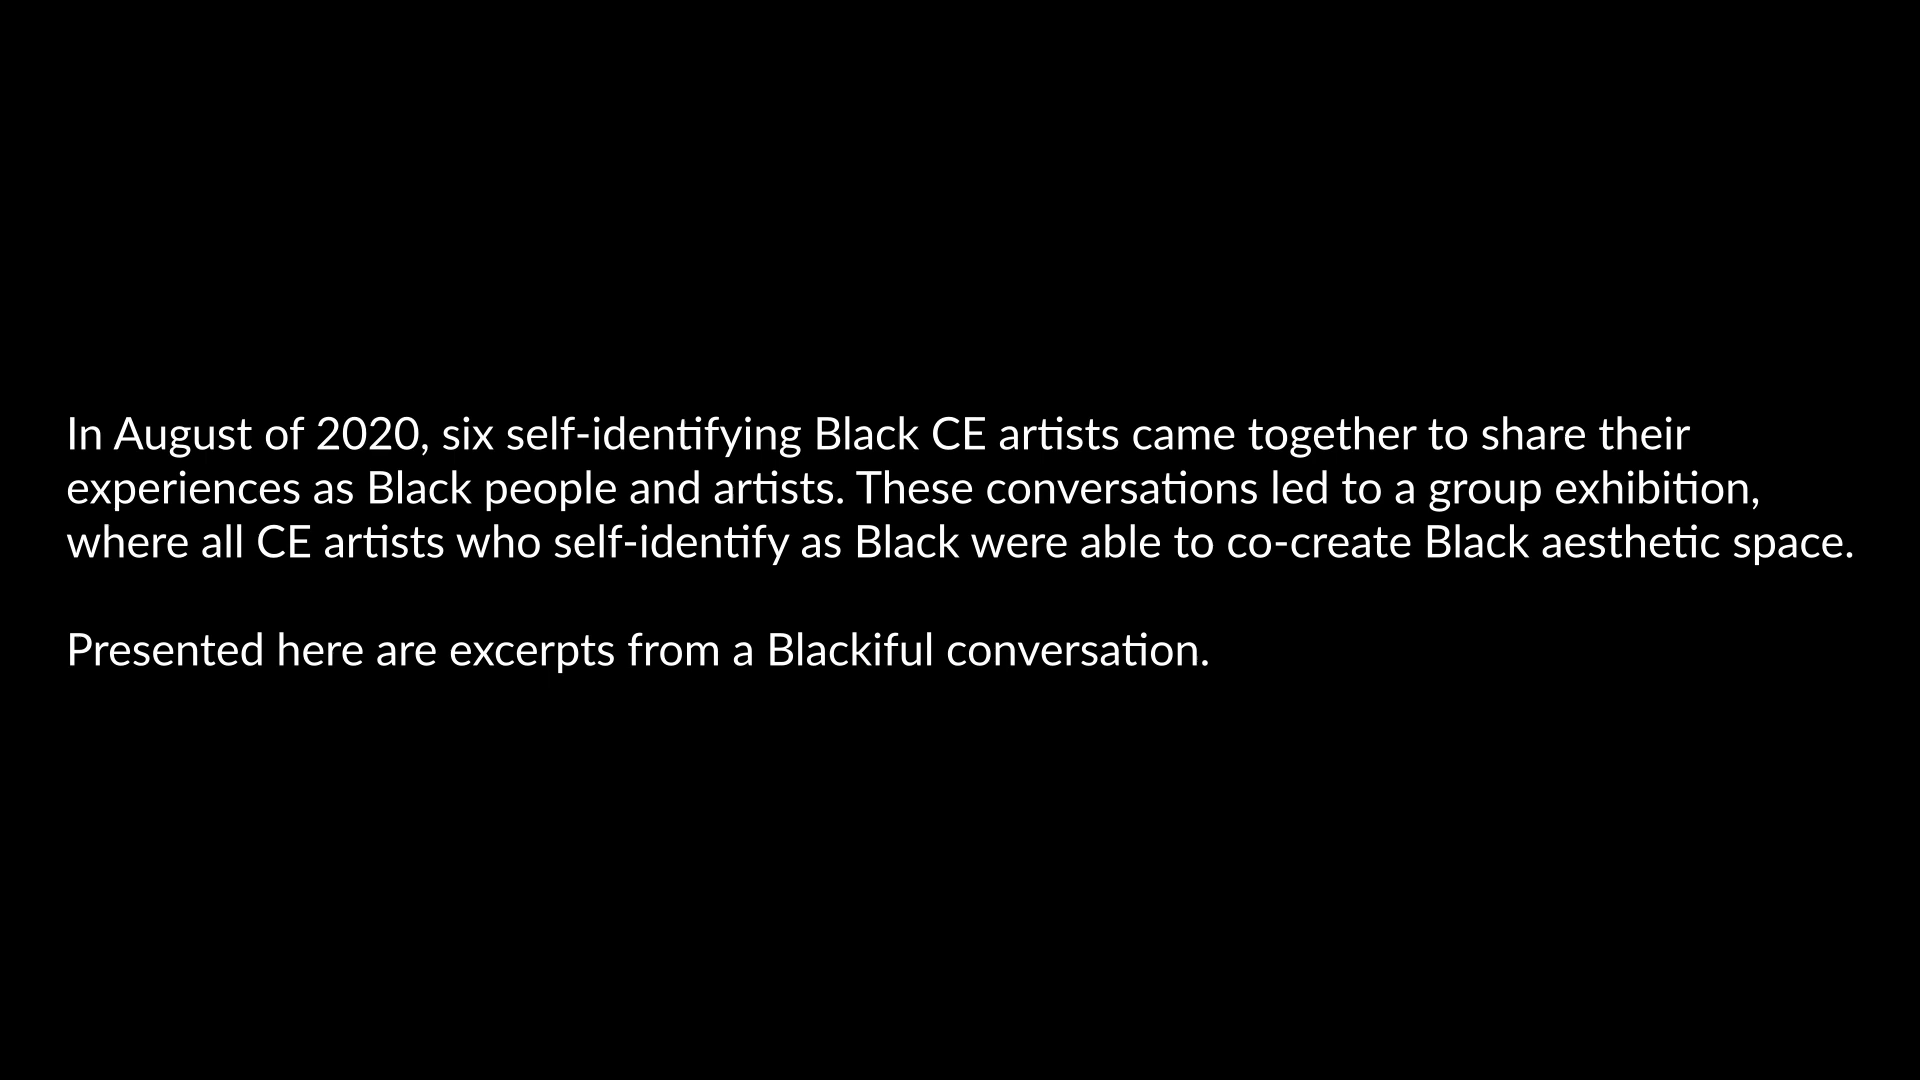 In August of 2020, six self-identifying Black CE artists came together to share their
experiences as Black people and artists. These conversations led to a group exhibition,
where all CE artists who self-identify as Black were able to co-create Black aesthetic space.
Presented here are excerpts from a Blackiful conversation.